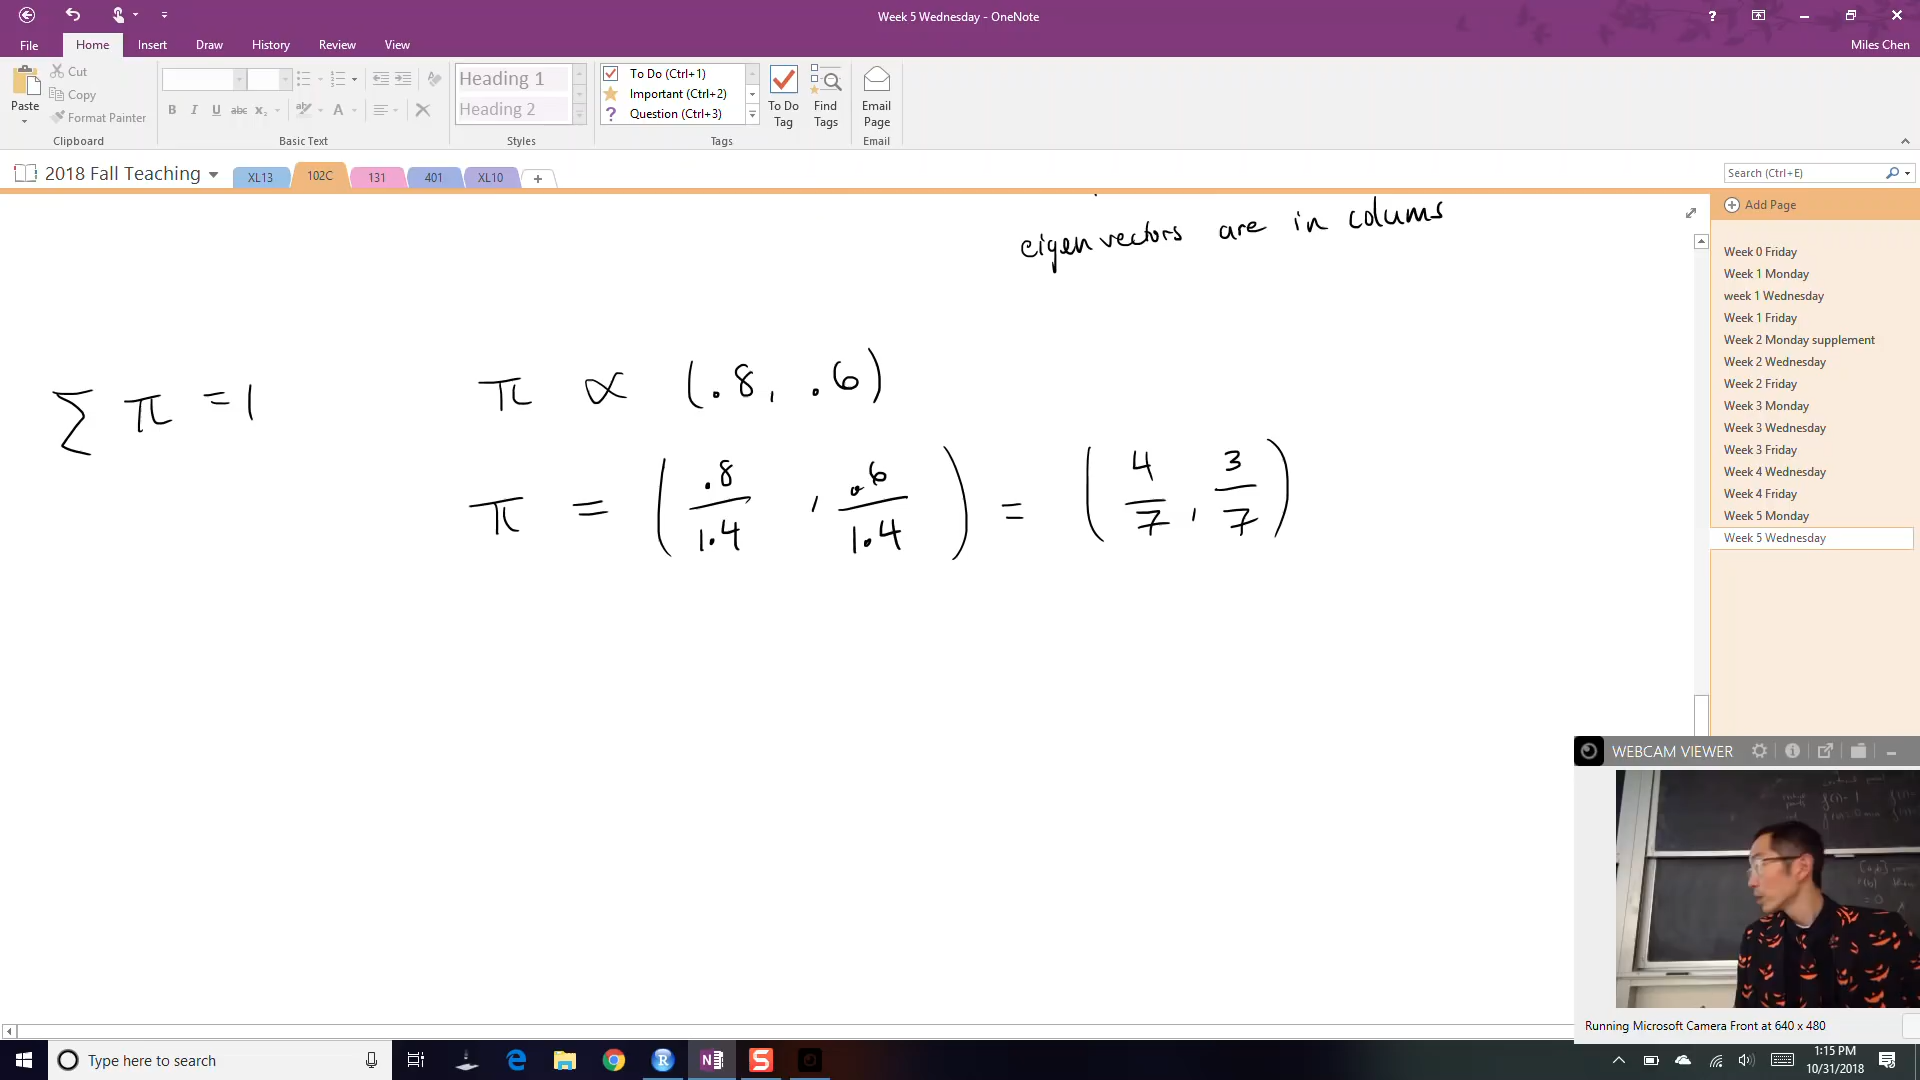 Week 5 Wednesday - OneNote
?
File
Home
Insert
Draw
History
Review
View
Miles Chen
Paste
Cut
Copy
Format Painter
Clipboard
B I U abc x₂ A
Basic Text
Heading 1
Heading 2
Styles
To Do (Ctrl+1)
Important (Ctrl+2)
? Question (Ctrl+3)
To Do Tag
Find Tags
Tags
Email Page
Email
2018 Fall Teaching
XL13
102C
131
401
XL10
+
Search (Ctrl+E)
eigenvectors are in colums
∑ π = 1
π ∝ (.8, .6)
π = (.8/1.4 , .6/1.4) = (4/7 , 3/7)
Add Page
Week 0 Friday
Week 1 Monday
week 1 Wednesday
Week 1 Friday
Week 2 Monday supplement
Week 2 Wednesday
Week 2 Friday
Week 3 Monday
Week 3 Wednesday
Week 3 Friday
Week 4 Wednesday
Week 4 Friday
Week 5 Monday
Week 5 Wednesday
WEBCAM VIEWER
Running Microsoft Camera Front at 640 x 480
Type here to search
1:15 PM
10/31/2018